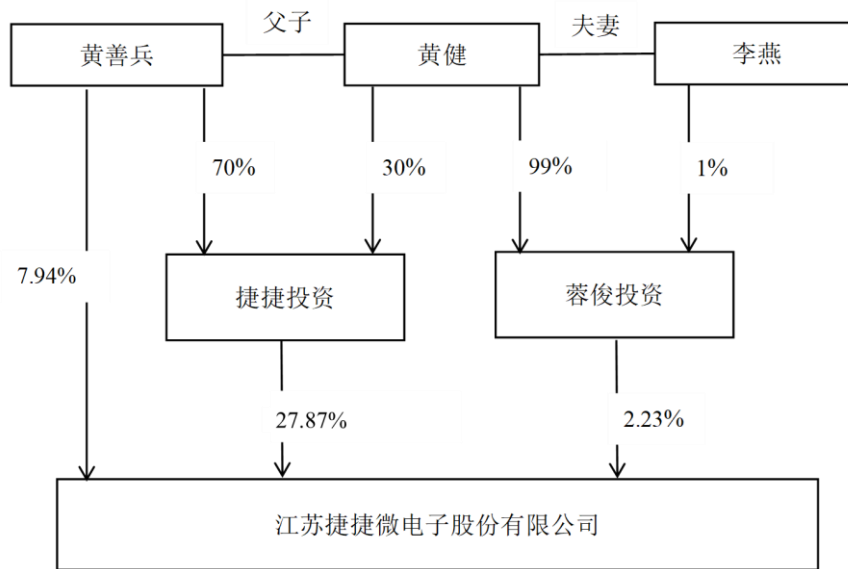 父子
夫妻
黄善兵
黄健
李燕
70%
30%
99%
1%
7.94%
捷捷投资
蓉俊投资
27.87%
2.23%
江苏捷捷微电子股份有限公司